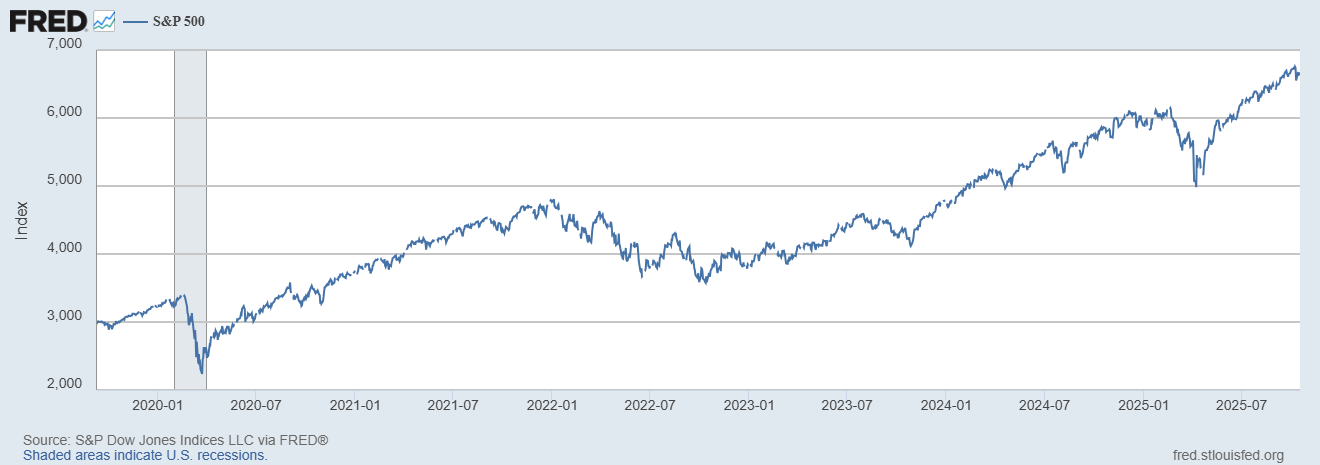 FRED® S&P 500
7,000
6,000
5,000
4,000
3,000
2,000
Index
2020-01 2020-07 2021-01 2021-07 2022-01 2022-07 2023-01 2023-07 2024-01 2024-07 2025-01 2025-07
Source: S&P Dow Jones Indices LLC via FRED®
Shaded areas indicate U.S. recessions.
fred.stlouisfed.org